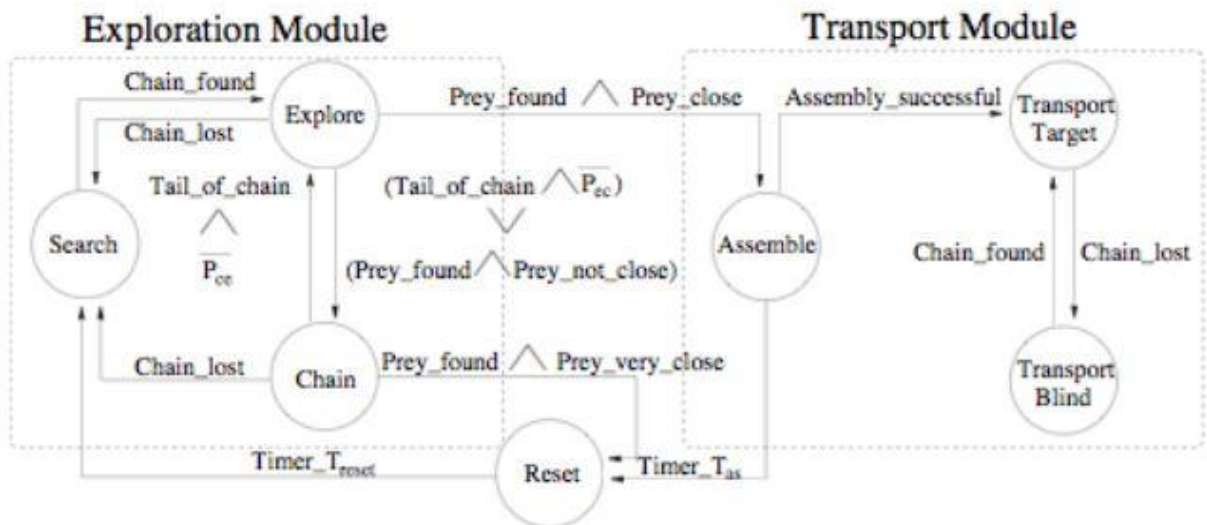 Exploration Module
Transport Module
Chain_found
Explore
Prey_found ∧ Prey_close
Assembly_successful
Transport
Target
Chain_lost
Tail_of_chain
∧
P̅ce
(Tail_of_chain ∧ P̅ec)
∨
(Prey_found ∧ Prey_not_close)
Search
Assemble
Chain_found
Chain_lost
Chain_lost
Chain
Prey_found ∧ Prey_very_close
Transport
Blind
Timer_Treset
Reset
Timer_Tas